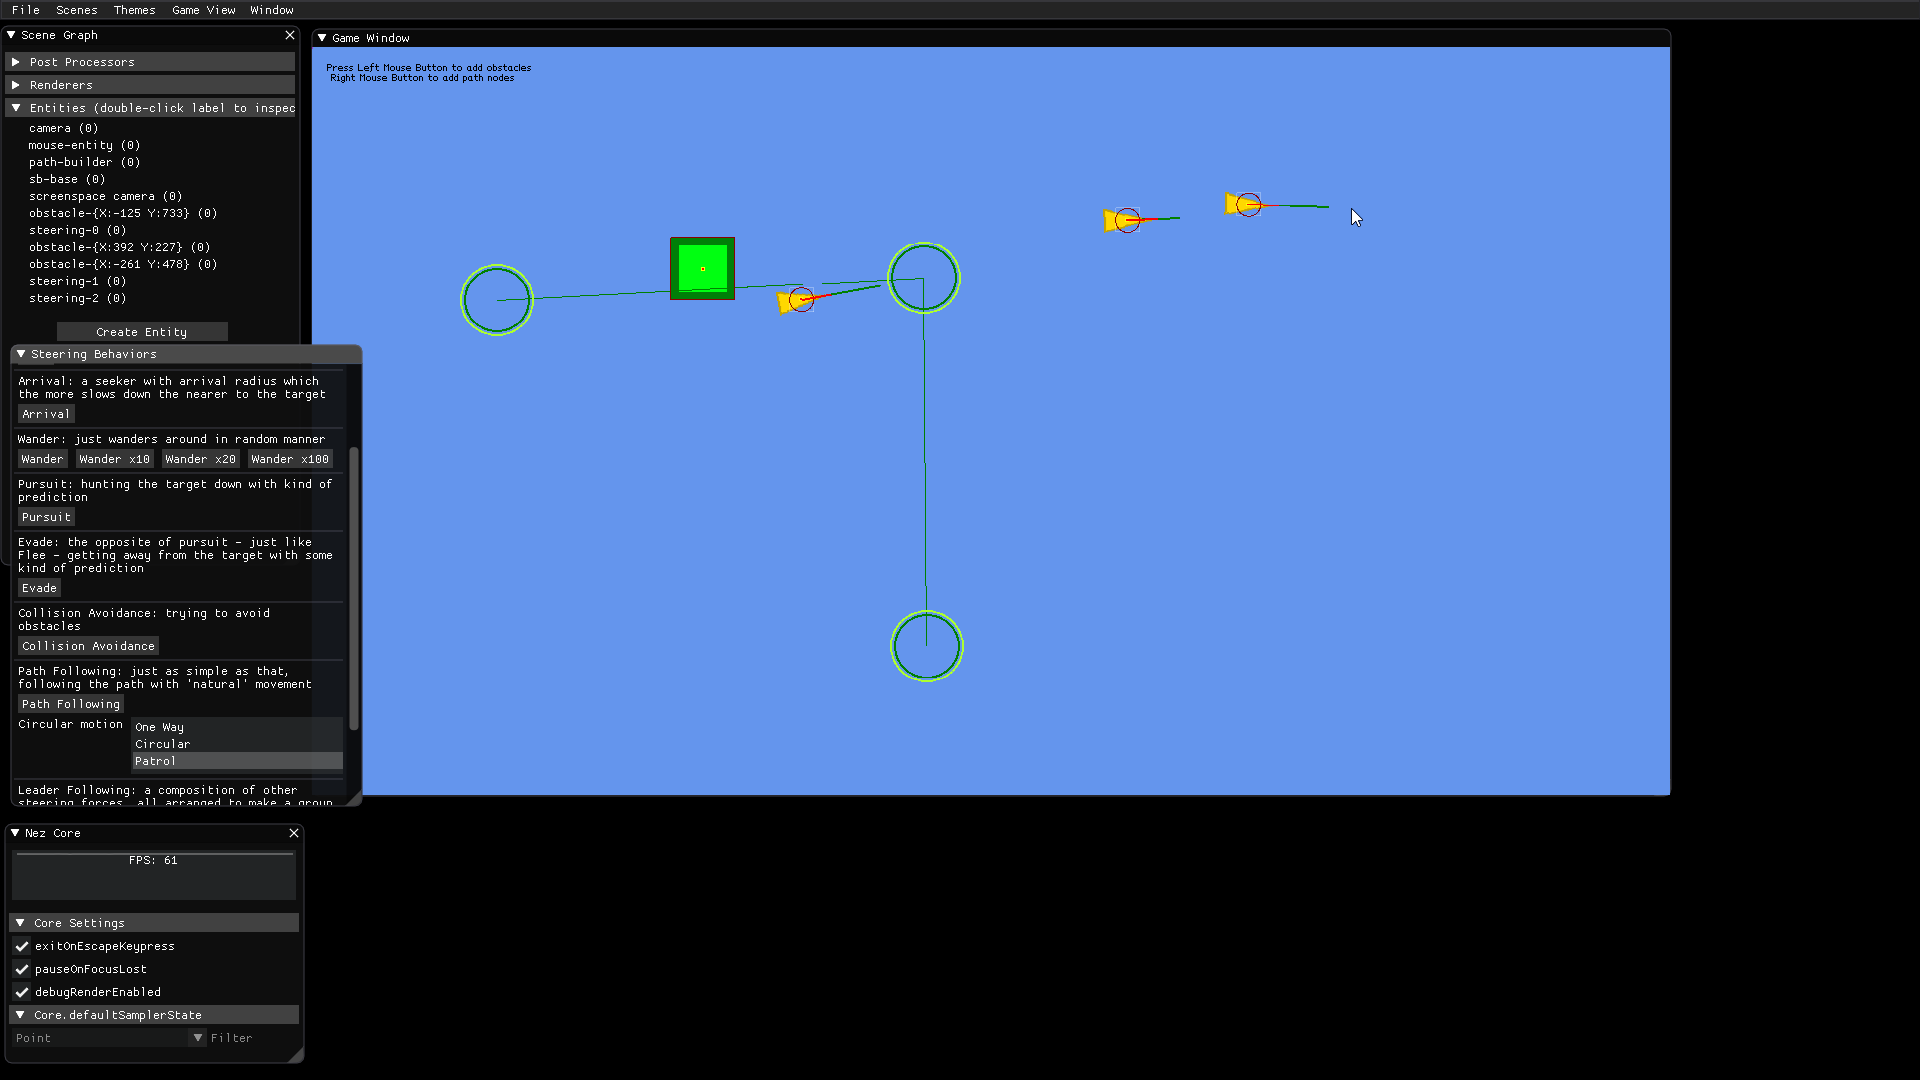 File Scenes Themes Game View Window
Scene Graph
Post Processors
Renderers
Entities (double-click label to inspec
camera (0)
mouse-entity (0)
path-builder (0)
sb-base (0)
screenspace camera (0)
obstacle-{X:-125 Y:733} (0)
steering-0 (0)
obstacle-{X:392 Y:227} (0)
obstacle-{X:-261 Y:478} (0)
steering-1 (0)
steering-2 (0)
Create Entity
Steering Behaviors
Arrival: a seeker with arrival radius which
the more slows down the nearer to the target
Arrival
Wander: just wanders around in random manner
Wander Wander x10 Wander x20 Wander x100
Pursuit: hunting the target down with kind of
prediction
Pursuit
Evade: the opposite of pursuit - just like
Flee - getting away from the target with some
kind of prediction
Evade
Collision Avoidance: trying to avoid
obstacles
Collision Avoidance
Path Following: just as simple as that,
following the path with 'natural' movement
Path Following
Circular motion
One Way
Circular
Patrol
Leader Following: a composition of other
steering forces, all arranged to make a group
Nez Core
FPS: 61
Core Settings
exitOnEscapeKeypress
pauseOnFocusLost
debugRenderEnabled
Core.defaultSamplerState
Point Filter
Game Window
Press Left Mouse Button to add obstacles
Right Mouse Button to add path nodes